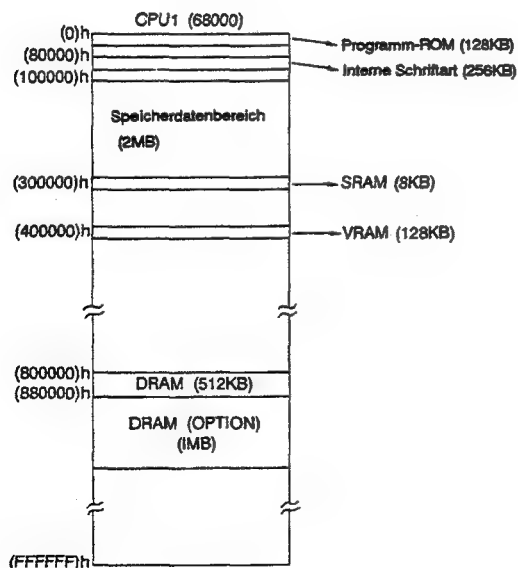 CPU1 (68000)
(0)h
Programm-ROM (128KB)
(80000)h
Interne Schriftart (256KB)
(100000)h
Speicherdatenbereich
(2MB)
(300000)h
SRAM (8KB)
(400000)h
VRAM (128KB)
(800000)h
DRAM (512KB)
(880000)h
DRAM (OPTION)
(IMB)
(FFFFFF)h